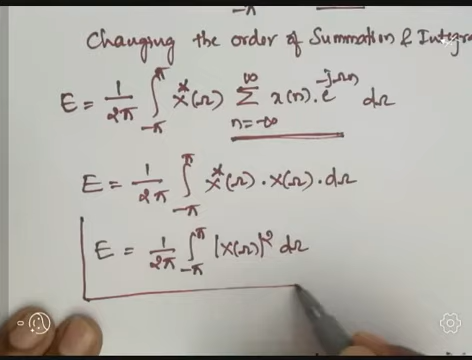 -π
Changing the order of Summation & Integra
E = 1/2π ∫_{-π}^{π} X*(Ω) Σ_{n=-∞}^{∞} x(n).e^{-jΩn} dΩ
E = 1/2π ∫_{-π}^{π} X*(Ω).X(Ω).dΩ
E = 1/2π ∫_{-π}^{π} |X(Ω)|² dΩ